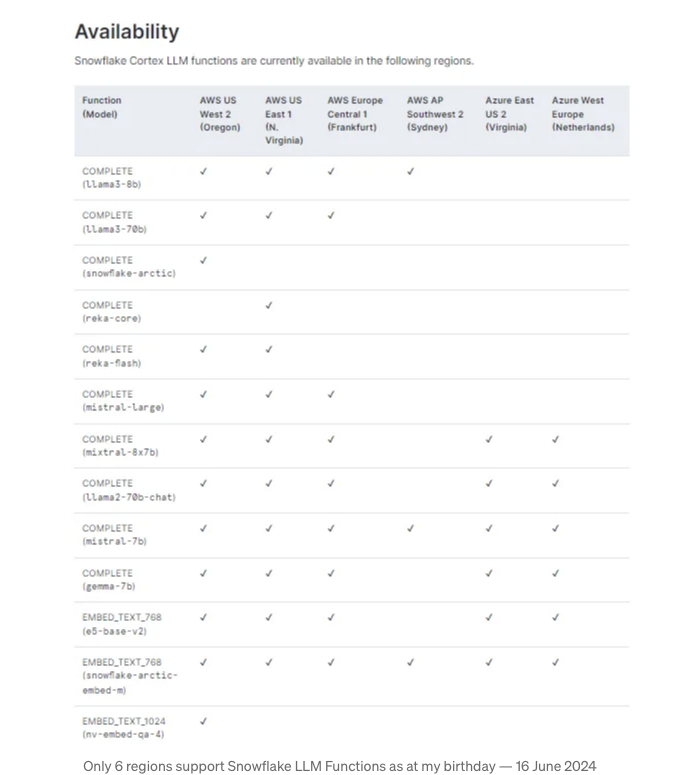 Availability
Snowflake Cortex LLM functions are currently available in the following regions.
Function (Model) AWS US West 2 (Oregon) AWS US East 1 (N. Virginia) AWS Europe Central 1 (Frankfurt) AWS AP Southwest 2 (Sydney) Azure East US 2 (Virginia) Azure West Europe (Netherlands)
COMPLETE ✓ ✓ ✓ ✓
(llama3-8b)
COMPLETE ✓ ✓ ✓
(llama3-70b)
COMPLETE ✓
(snowflake-arctic)
COMPLETE ✓
(reka-core)
COMPLETE ✓ ✓
(reka-flash)
COMPLETE ✓ ✓ ✓
(mistral-large)
COMPLETE ✓ ✓ ✓ ✓ ✓
(mixtral-8x7b)
COMPLETE ✓ ✓ ✓ ✓ ✓
(llama2-70b-chat)
COMPLETE ✓ ✓ ✓ ✓ ✓ ✓
(mistral-7b)
COMPLETE ✓ ✓ ✓ ✓ ✓
(gemma-7b)
EMBED_TEXT_768 ✓ ✓ ✓ ✓ ✓
(e5-base-v2)
EMBED_TEXT_768 ✓ ✓ ✓ ✓ ✓ ✓
(snowflake-arctic-
embed-m)
EMBED_TEXT_1024 ✓
(nv-embed-qa-4)
Only 6 regions support Snowflake LLM Functions as at my birthday — 16 June 2024